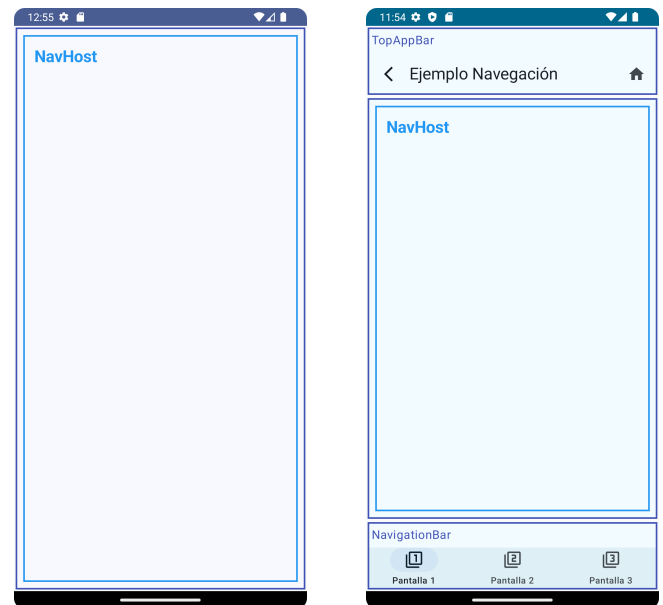 12:55
NavHost
11:54
TopAppBar
Ejemplo Navegación
NavHost
NavigationBar
1 2 3
Pantalla 1 Pantalla 2 Pantalla 3